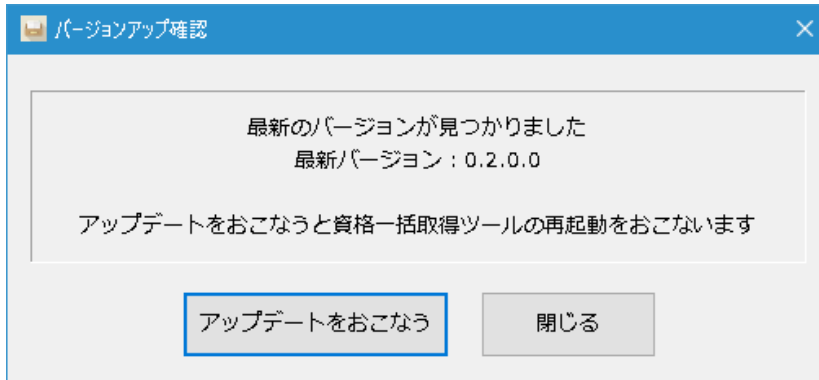 バージョンアップ確認
最新のバージョンが見つかりました
最新バージョン：0.2.0.0
アップデートをおこなうと資格一括取得ツールの再起動をおこないます
アップデートをおこなう
閉じる